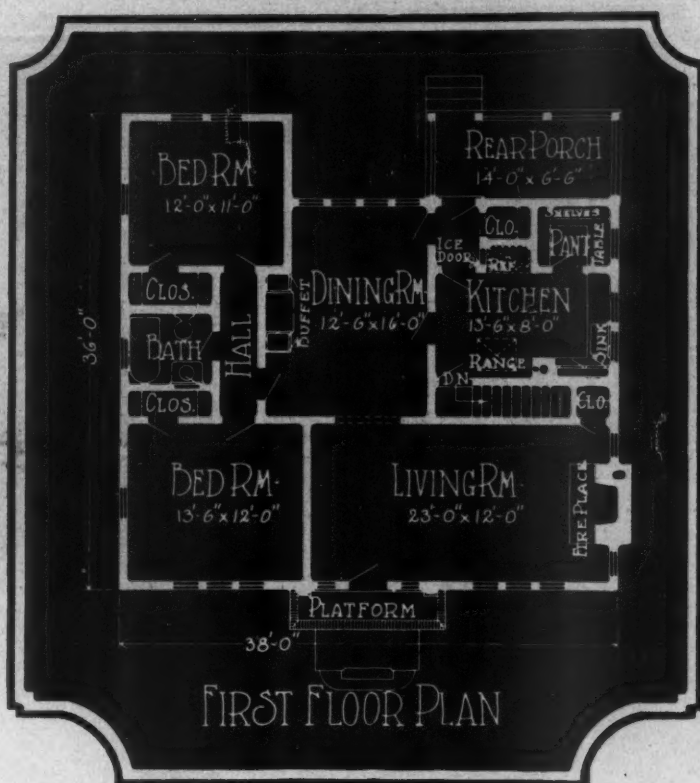 REAR PORCH
14'-0" x 6'-6"
BED RM.
12'-0" x 11'-0"
SHELVES
CLO.
PANT.
TABLE
ICE
DOOR
REF.
CLOS.
HALL
BUFFET
DINING RM.
12'-6" x 16'-0"
KITCHEN
13'-6" x 8'-0"
36'-0"
BATH
SINK
RANGE
DN
CLOS.
CLO.
BED RM.
13'-6" x 12'-0"
LIVING RM.
23'-0" x 12'-0"
FIREPLACE
PLATFORM
38'-0"
FIRST FLOOR PLAN